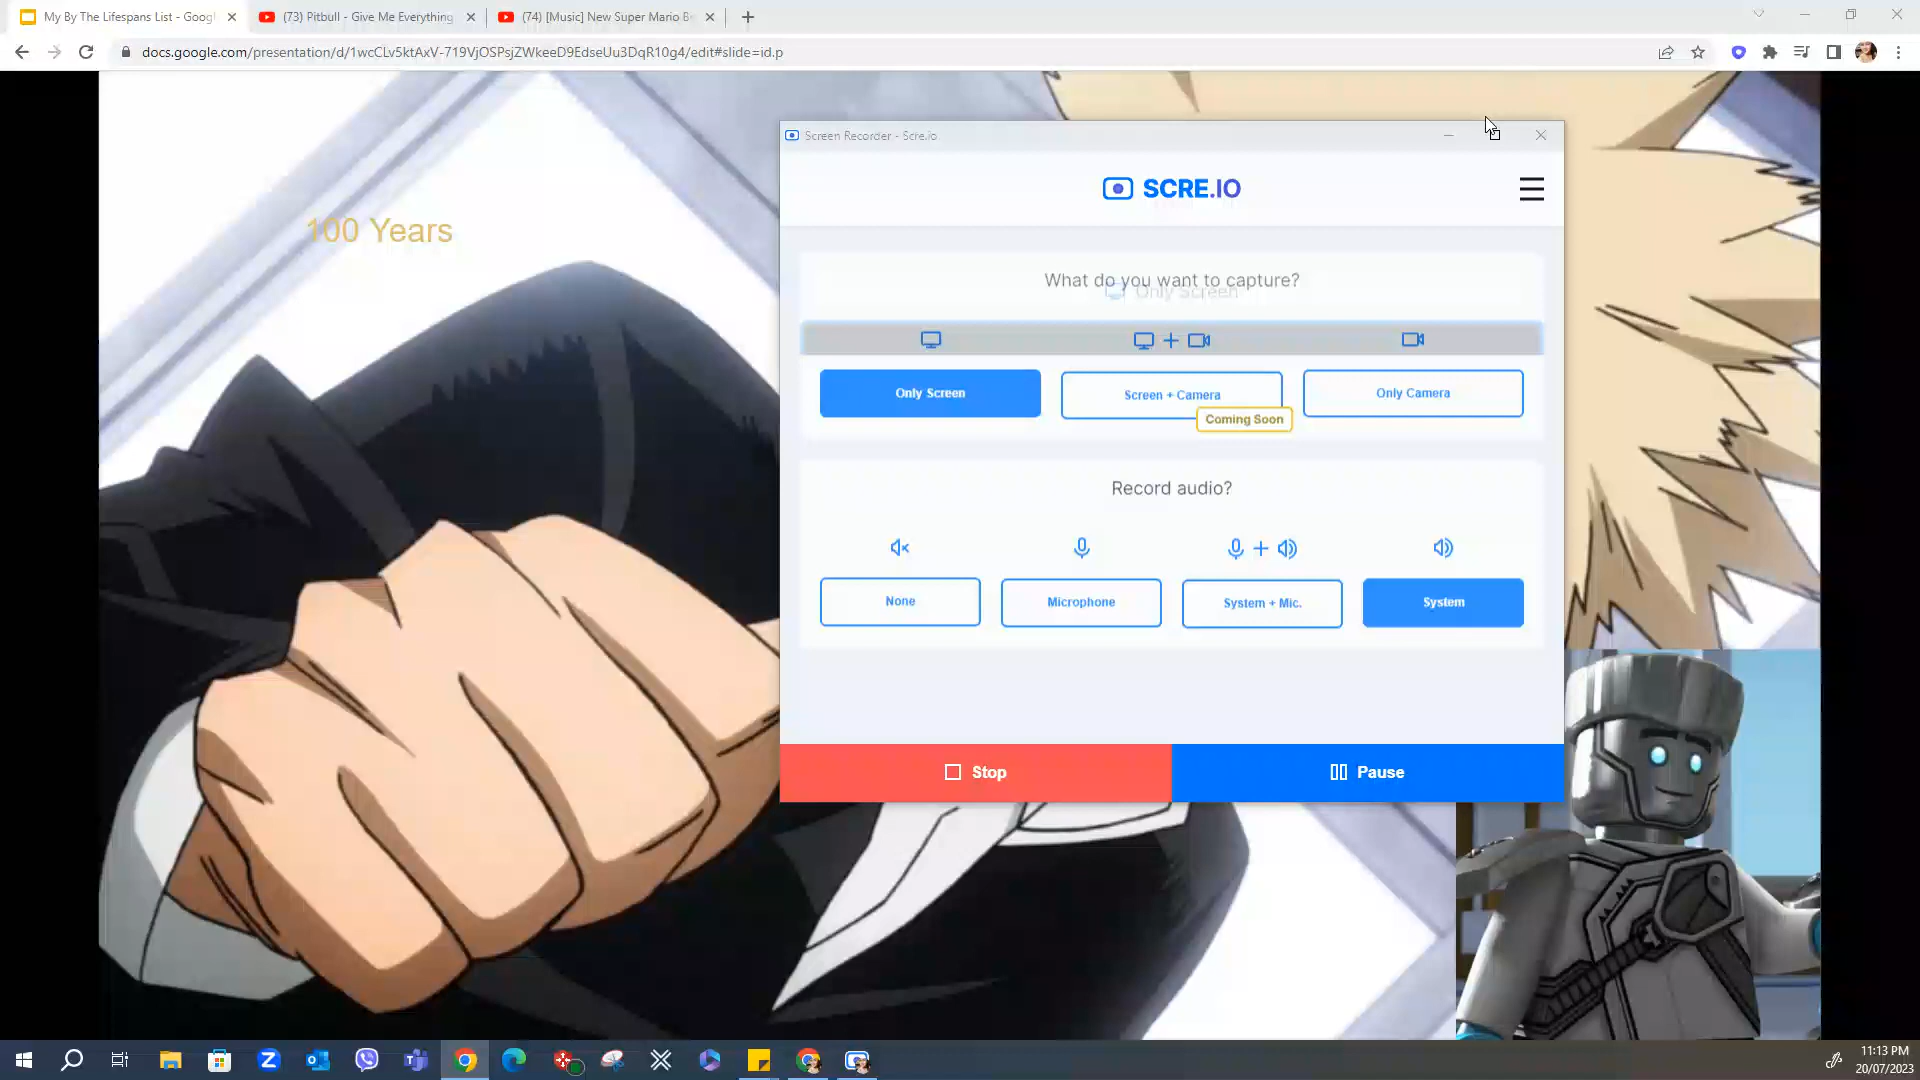 My By The Lifespans List - Googl
(73) Pitbull - Give Me Everything
(74) [Music] New Super Mario B
docs.google.com/presentation/d/1wcCLv5ktAxV-719VjOSPsjZWkeeD9EdseUu3DqR10g4/edit#slide=id.p
100 Years
Screen Recorder - Scre.io
SCRE.IO
What do you want to capture?
Only Screen
Only Screen
Screen + Camera
Only Camera
Coming Soon
Record audio?
None
Microphone
System + Mic.
System
Stop
Pause
11:13 PM
20/07/2023